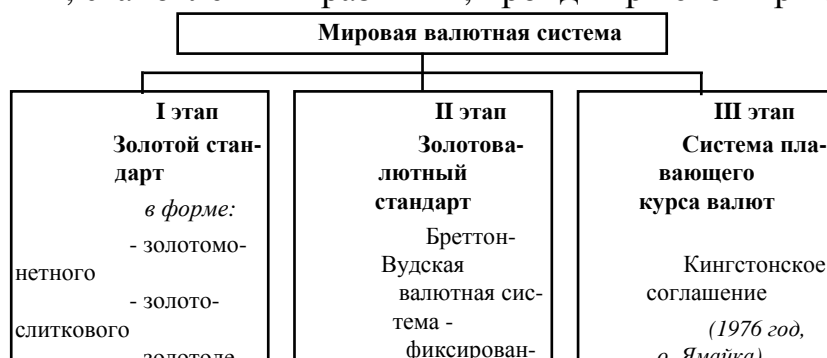 Мировая валютная система
I этап
Золотой стан-
дарт
в форме:
- золотомо-
нетного
- золото-
слиткового
II этап
Золотова-
лютный
стандарт
Бреттон-
Вудская
валютная сис-
тема -
фиксирован-
III этап
Система пла-
вающего
курса валют
Кингстонское
соглашение
(1976 год,
о. Ямайка)